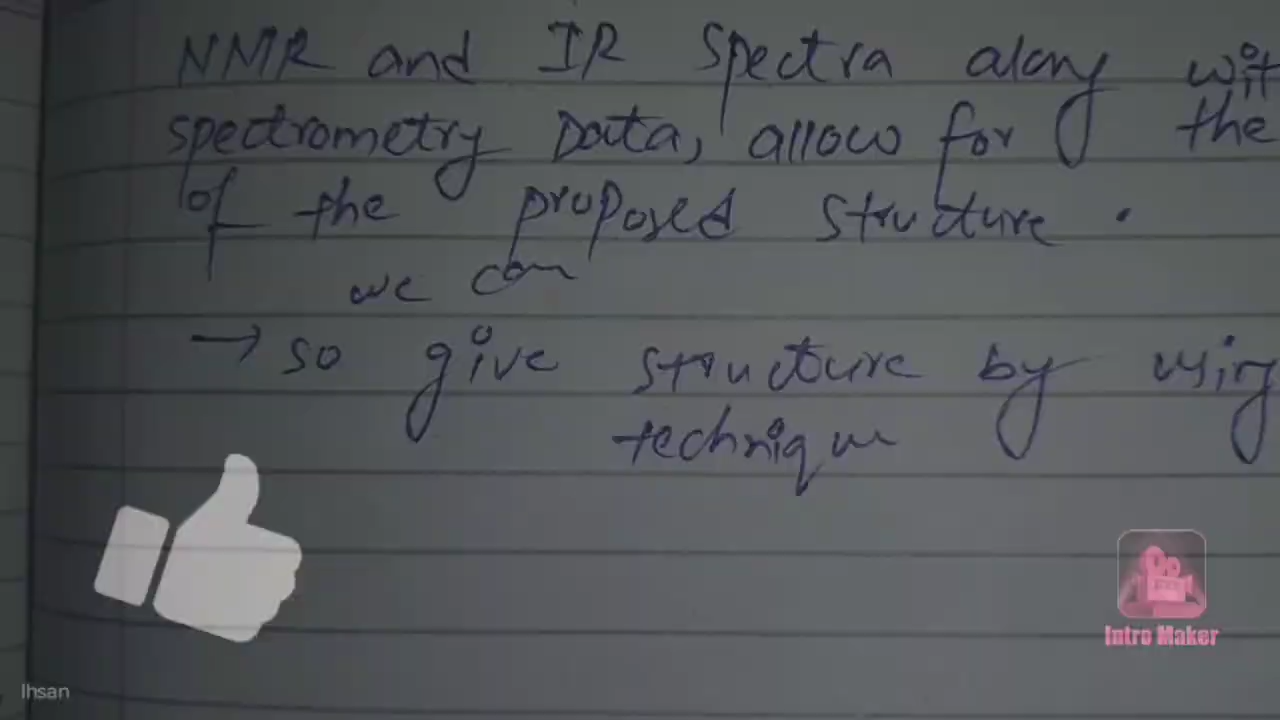 NMR and IR Spectra along wit
spectrometry Data, allow for the
of the proposed structure.
we can
→ so give structure by using
technique
Intro Maker
Ihsan